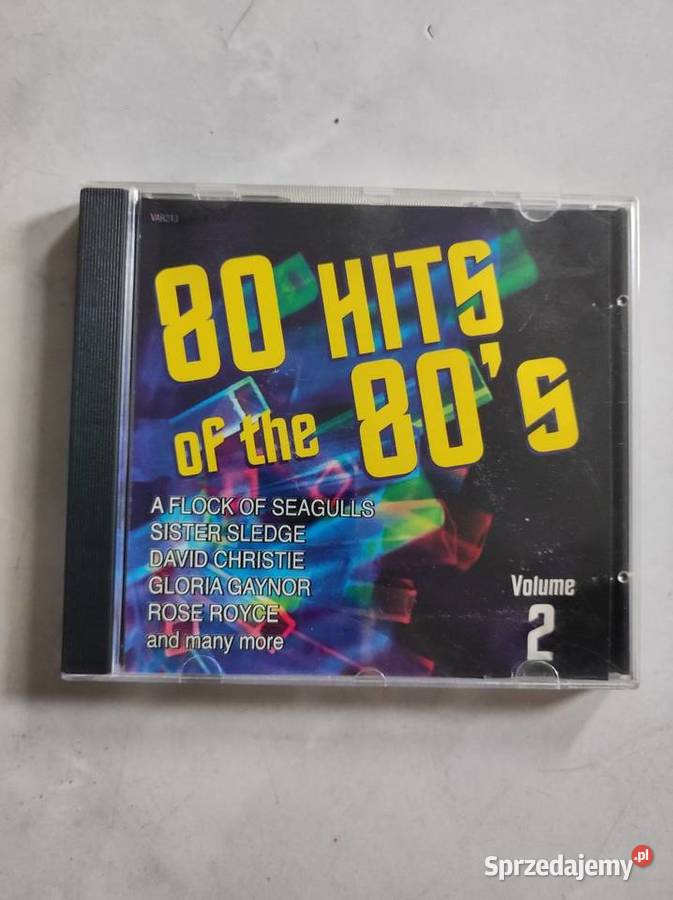 VA8213
80 HITS
of the 80's
A FLOCK OF SEAGULLS
SISTER SLEDGE
DAVID CHRISTIE
GLORIA GAYNOR
ROSE ROYCE
and many more
Volume
2
Sprzedajemy.pl